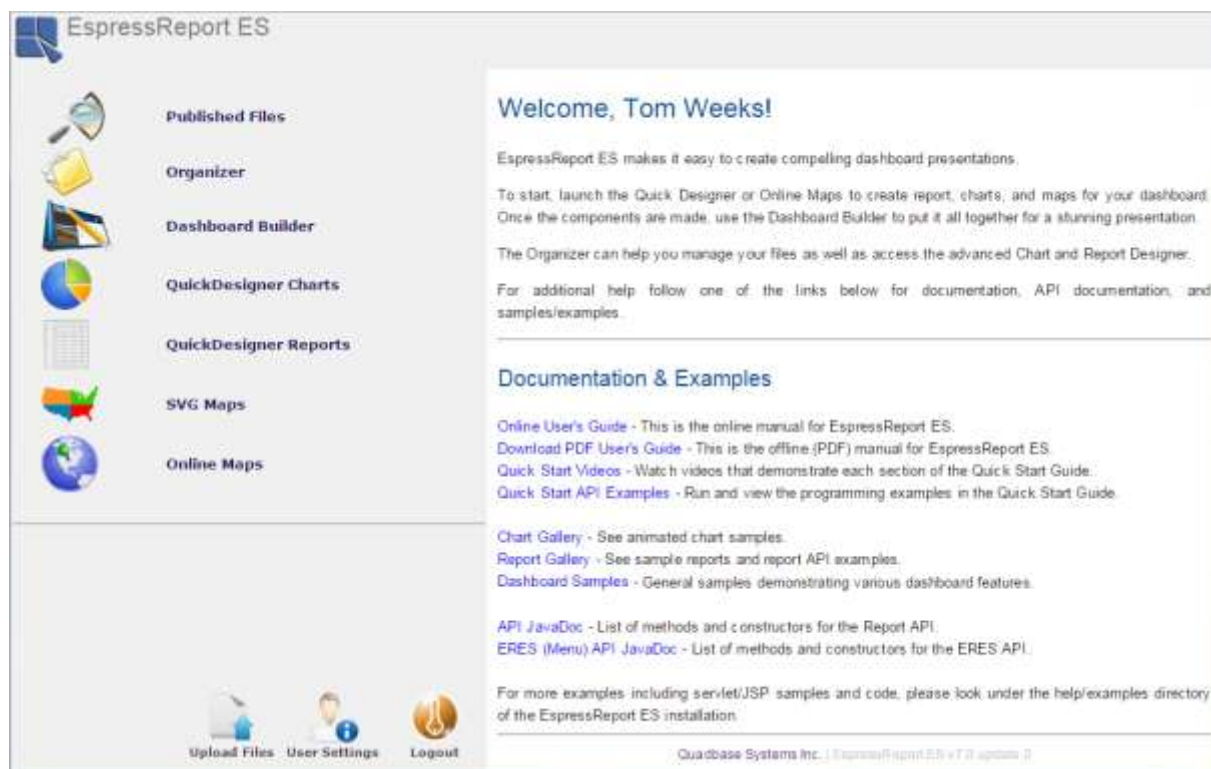 EspressReport ES
Published Files
Organizer
Dashboard Builder
QuickDesigner Charts
QuickDesigner Reports
SVG Maps
Online Maps
Upload Files
User Settings
Logout
Welcome, Tom Weeks!
EspressReport ES makes it easy to create compelling dashboard presentations.
To start, launch the Quick Designer or Online Maps to create report, charts, and maps for your dashboard.
Once the components are made, use the Dashboard Builder to put it all together for a stunning presentation.
The Organizer can help you manage your files as well as access the advanced Chart and Report Designer.
For additional help follow one of the links below for documentation, API documentation, and
samples/examples.
Documentation & Examples
Online User's Guide - This is the online manual for EspressReport ES.
Download PDF User's Guide - This is the offline (PDF) manual for EspressReport ES.
Quick Start Videos - Watch videos that demonstrate each section of the Quick Start Guide.
Quick Start API Examples - Run and view the programming examples in the Quick Start Guide.
Chart Gallery - See animated chart samples.
Report Gallery - See sample reports and report API examples.
Dashboard Samples - General samples demonstrating various dashboard features.
API JavaDoc - List of methods and constructors for the Report API.
ERES (Menu) API JavaDoc - List of methods and constructors for the ERES API.
For more examples including servlet/JSP samples and code, please look under the help/examples directory
of the EspressReport ES installation.
Quadbase Systems Inc. | EspressReport ES v7.0 update